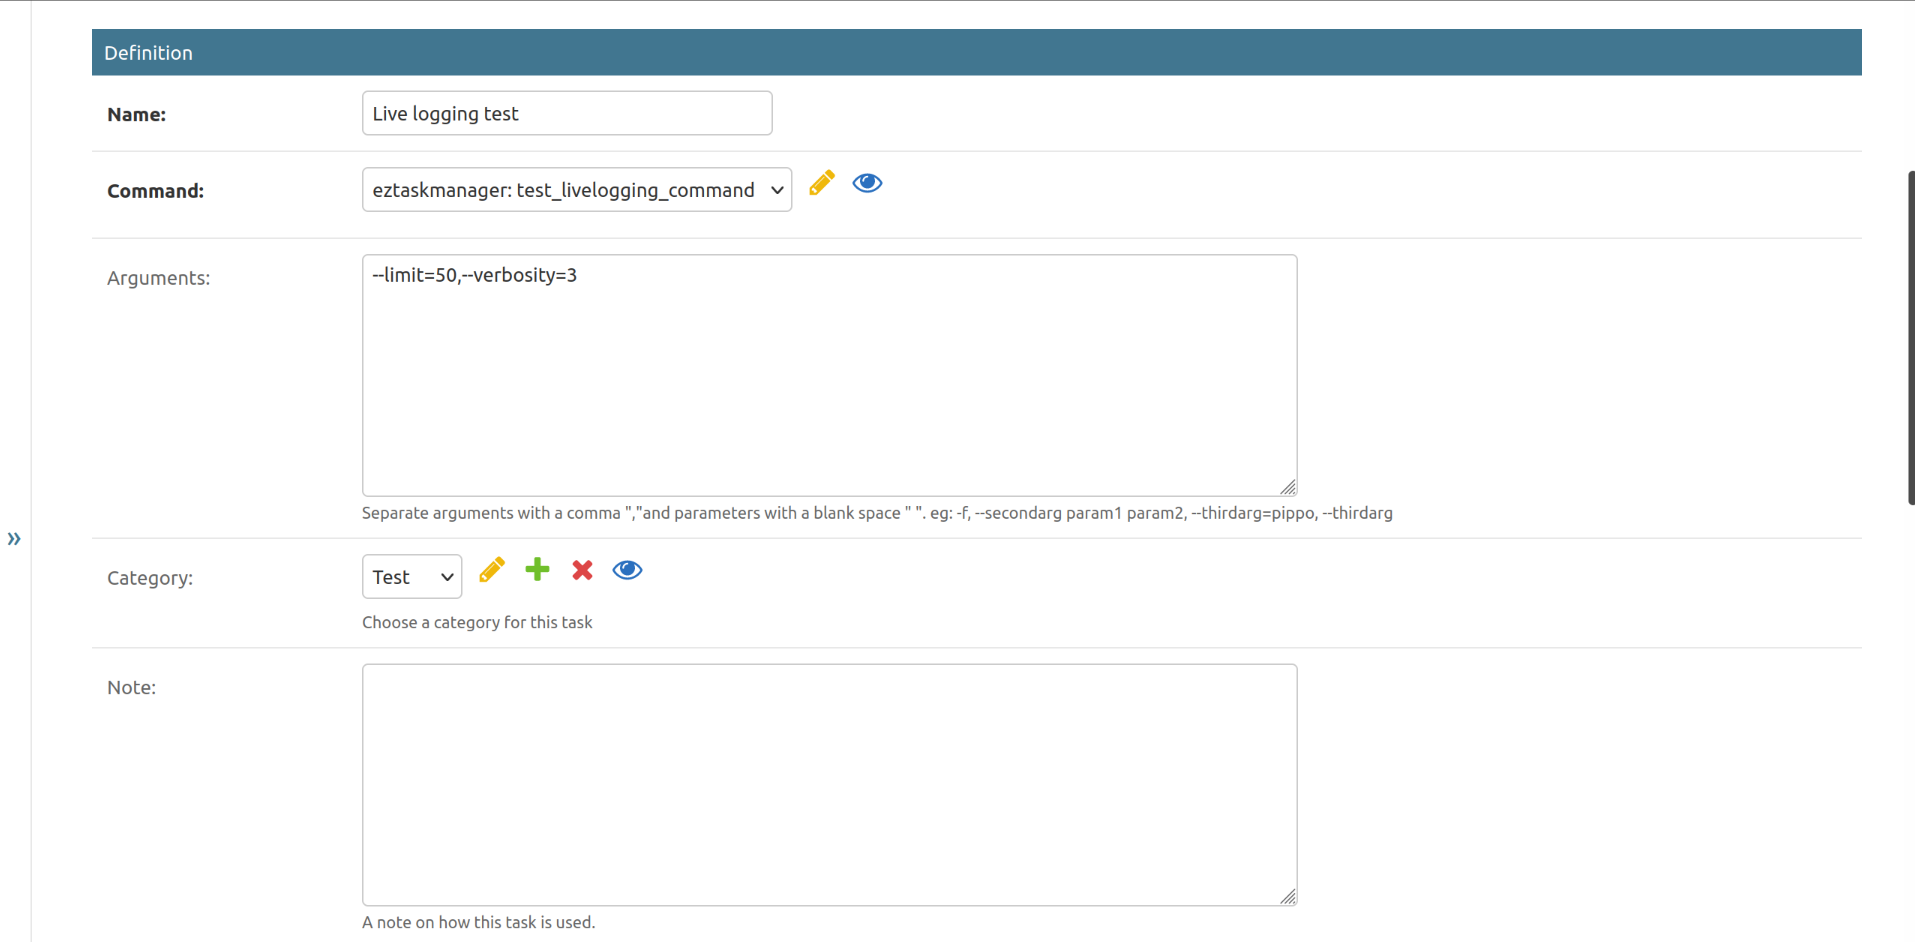 Definition
Name:
Live logging test
Command:
eztaskmanager: test_livelogging_command
Arguments:
--limit=50,--verbosity=3
Separate arguments with a comma ","and parameters with a blank space " ". eg: -f, --secondarg param1 param2, --thirdarg=pippo, --thirdarg
»
Category:
Test
Choose a category for this task
Note:
A note on how this task is used.